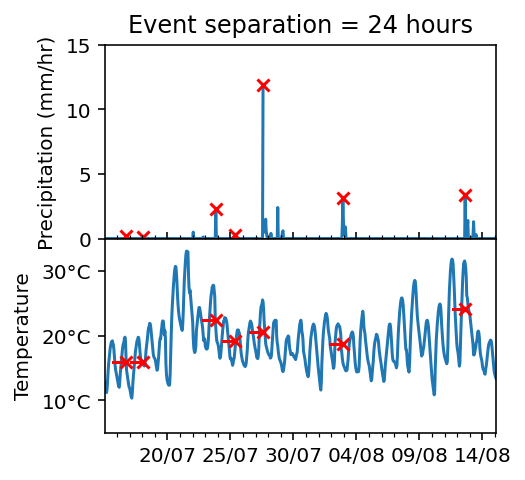 Event separation = 24 hours
Precipitation (mm/hr)
15
10
5
0
Temperature
30°C
20°C
10°C
20/07 25/07 30/07 04/08 09/08 14/08